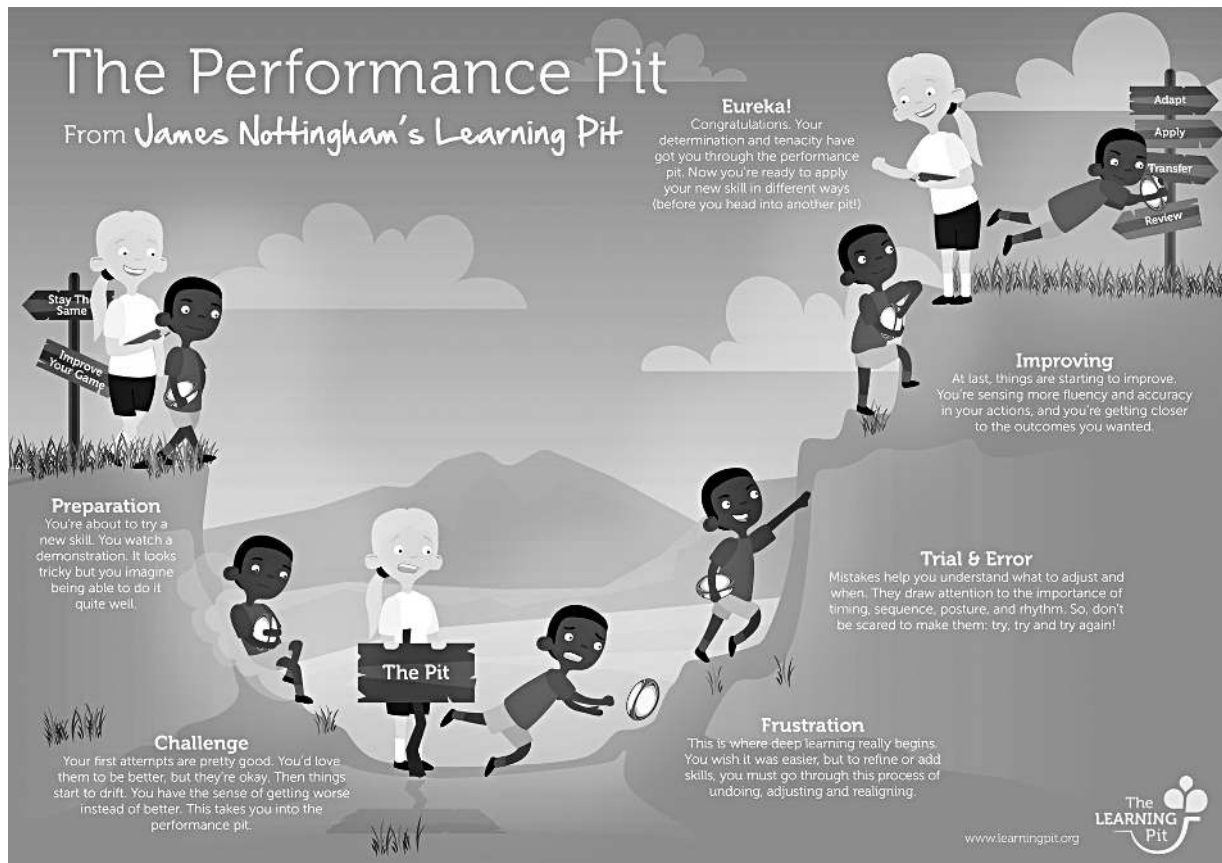 The Performance Pit
From James Nottingham's Learning Pit
Stay The
Same
Improve
Your Game
Preparation
You're about to try a
new skill. You watch a
demonstration. It looks
tricky but you imagine
being able to do it
quite well.
Challenge
Your first attempts are pretty good. You'd love
them to be better, but they're okay. Then things
start to drift. You have the sense of getting worse
instead of better. This takes you into the
performance pit.
The Pit
Frustration
This is where deep learning really begins.
You wish it was easier, but to refine or add
skills, you must go through this process of
undoing, adjusting and realigning.
Trial & Error
Mistakes help you understand what to adjust and
when. They draw attention to the importance of
timing, sequence, posture, and rhythm. So, don't
be scared to make them: try, try and try again!
Improving
At last, things are starting to improve.
You're sensing more fluency and accuracy
in your actions, and you're getting closer
to the outcomes you wanted.
Eureka!
Congratulations. Your
determination and tenacity have
got you through the performance
pit. Now you're ready to apply
your new skill in different ways
(before you head into another pit!)
Adapt
Apply
Transfer
Review
www.learningpit.org
The
LEARNING
Pit